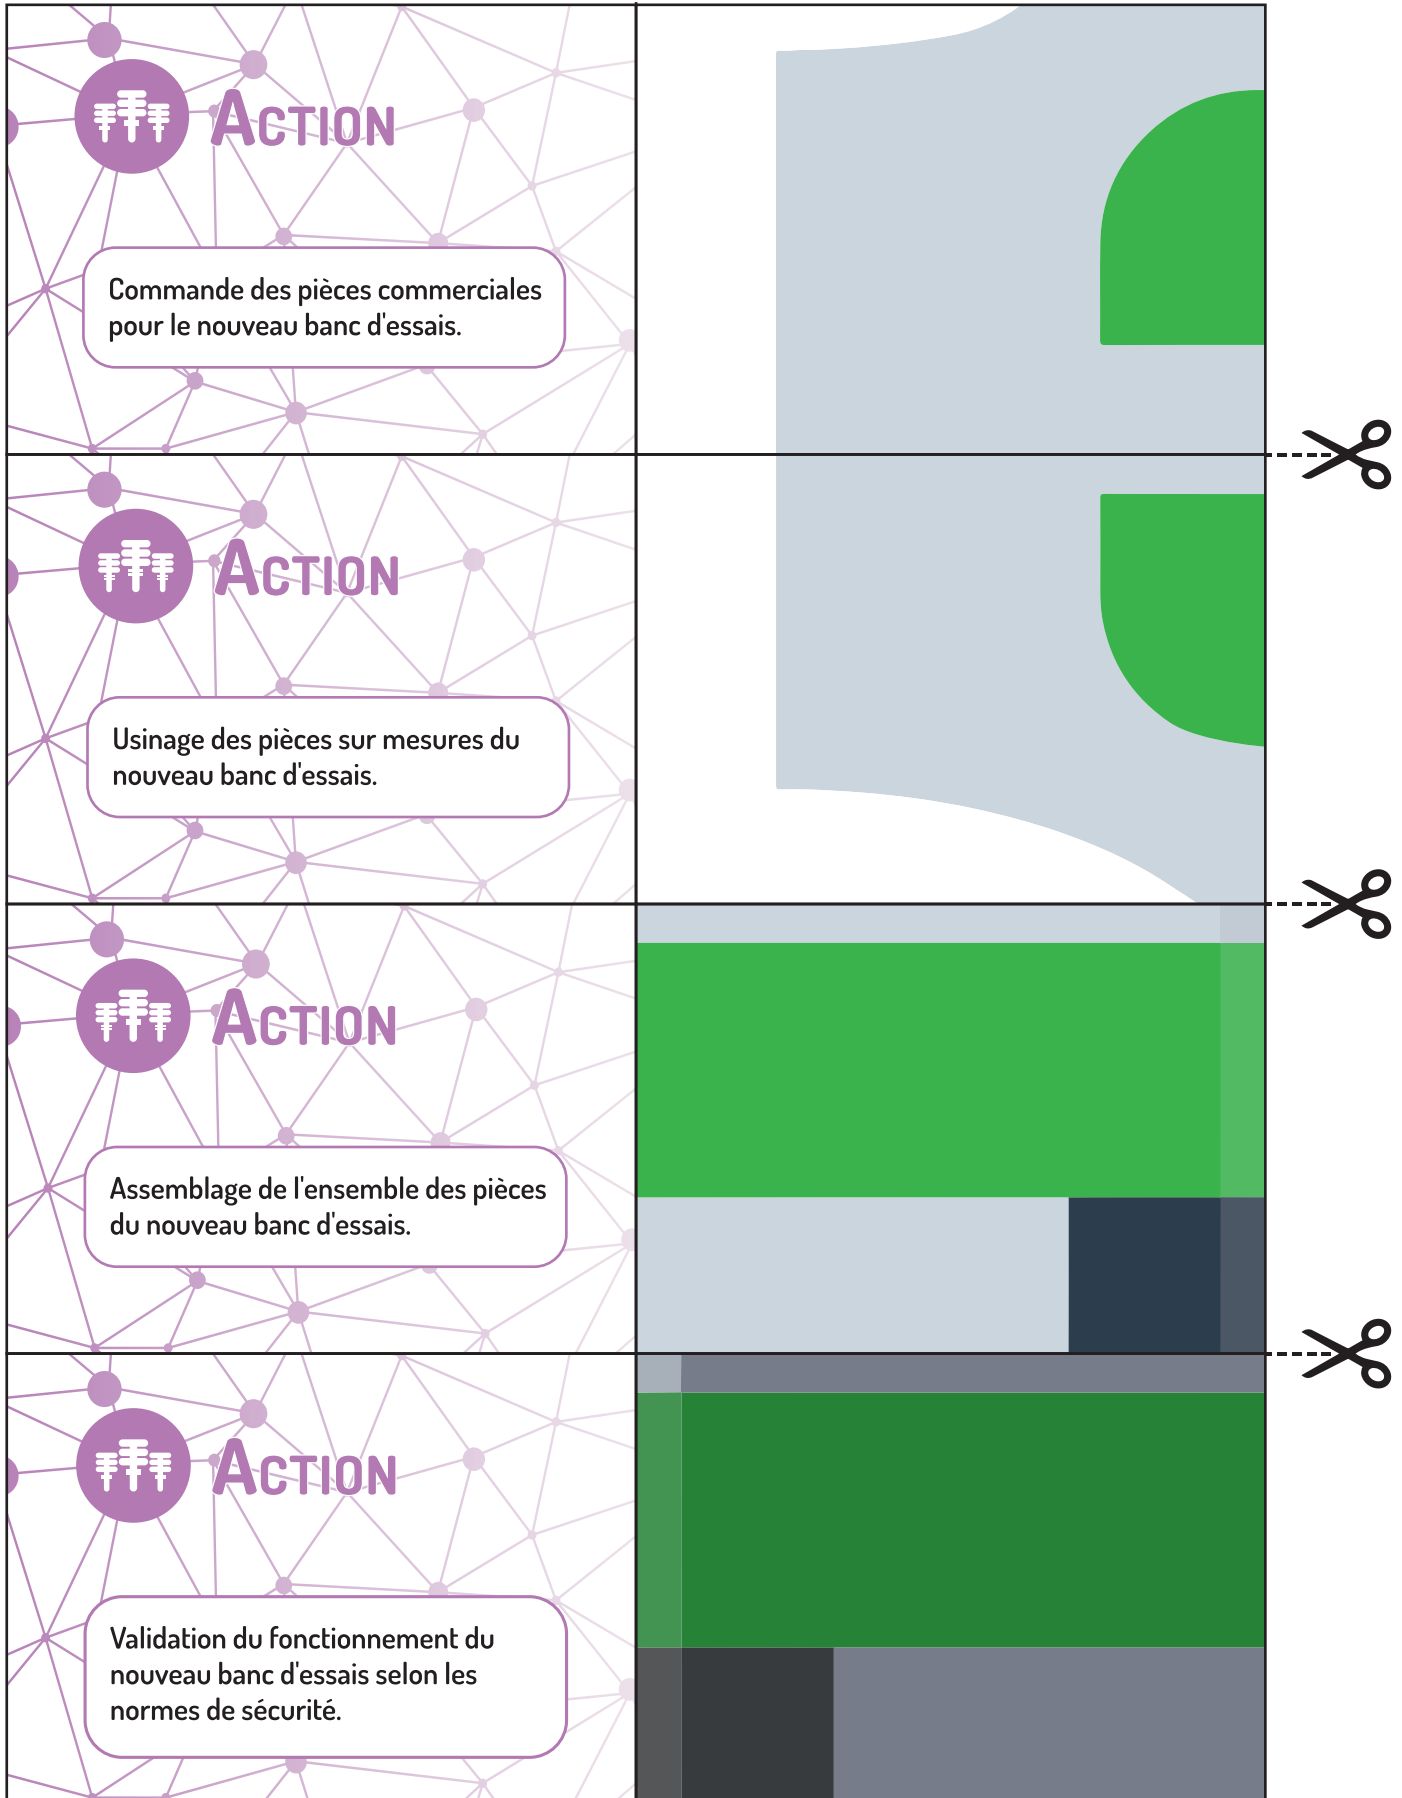 ACTION
Commande des pièces commerciales
pour le nouveau banc d'essais.
ACTION
Usinage des pièces sur mesures du
nouveau banc d'essais.
ACTION
Assemblage de l'ensemble des pièces
du nouveau banc d'essais.
ACTION
Validation du fonctionnement du
nouveau banc d'essais selon les
normes de sécurité.